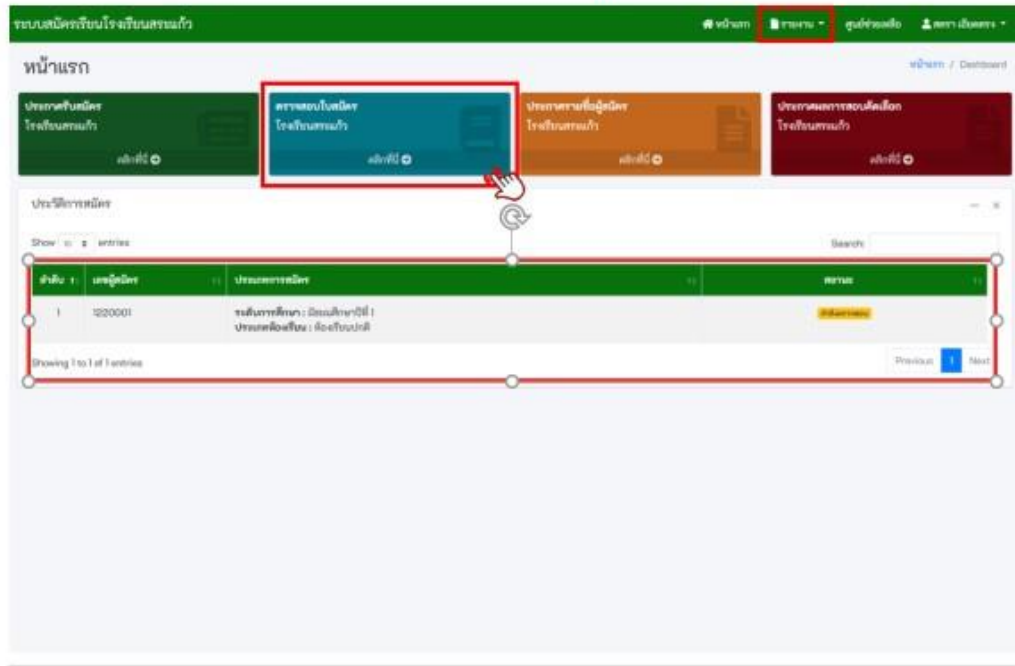 ระบบสมัครเรียนโรงเรียนสระแก้ว
หน้าแรก รายงาน ศูนย์ช่วยเหลือ
หน้าแรก
หน้าแรก / Dashboard
ประกาศรับสมัคร
โรงเรียนสระแก้ว
คลิกที่นี่
ตรวจสอบใบสมัคร
โรงเรียนสระแก้ว
คลิกที่นี่
ประกาศรายชื่อผู้สมัคร
โรงเรียนสระแก้ว
คลิกที่นี่
ประกาศผลการสอบคัดเลือก
โรงเรียนสระแก้ว
คลิกที่นี่
ประวัติการสมัคร
Show 10 entries
Search:
ลำดับ เลขผู้สมัคร ประเภทการสมัคร สถานะ
1 1220001 ระดับการศึกษา : มัธยมศึกษาปีที่ 1
ประเภทห้องเรียน : ห้องเรียนปกติ
Showing 1 to 1 of 1 entries
Previous 1 Next